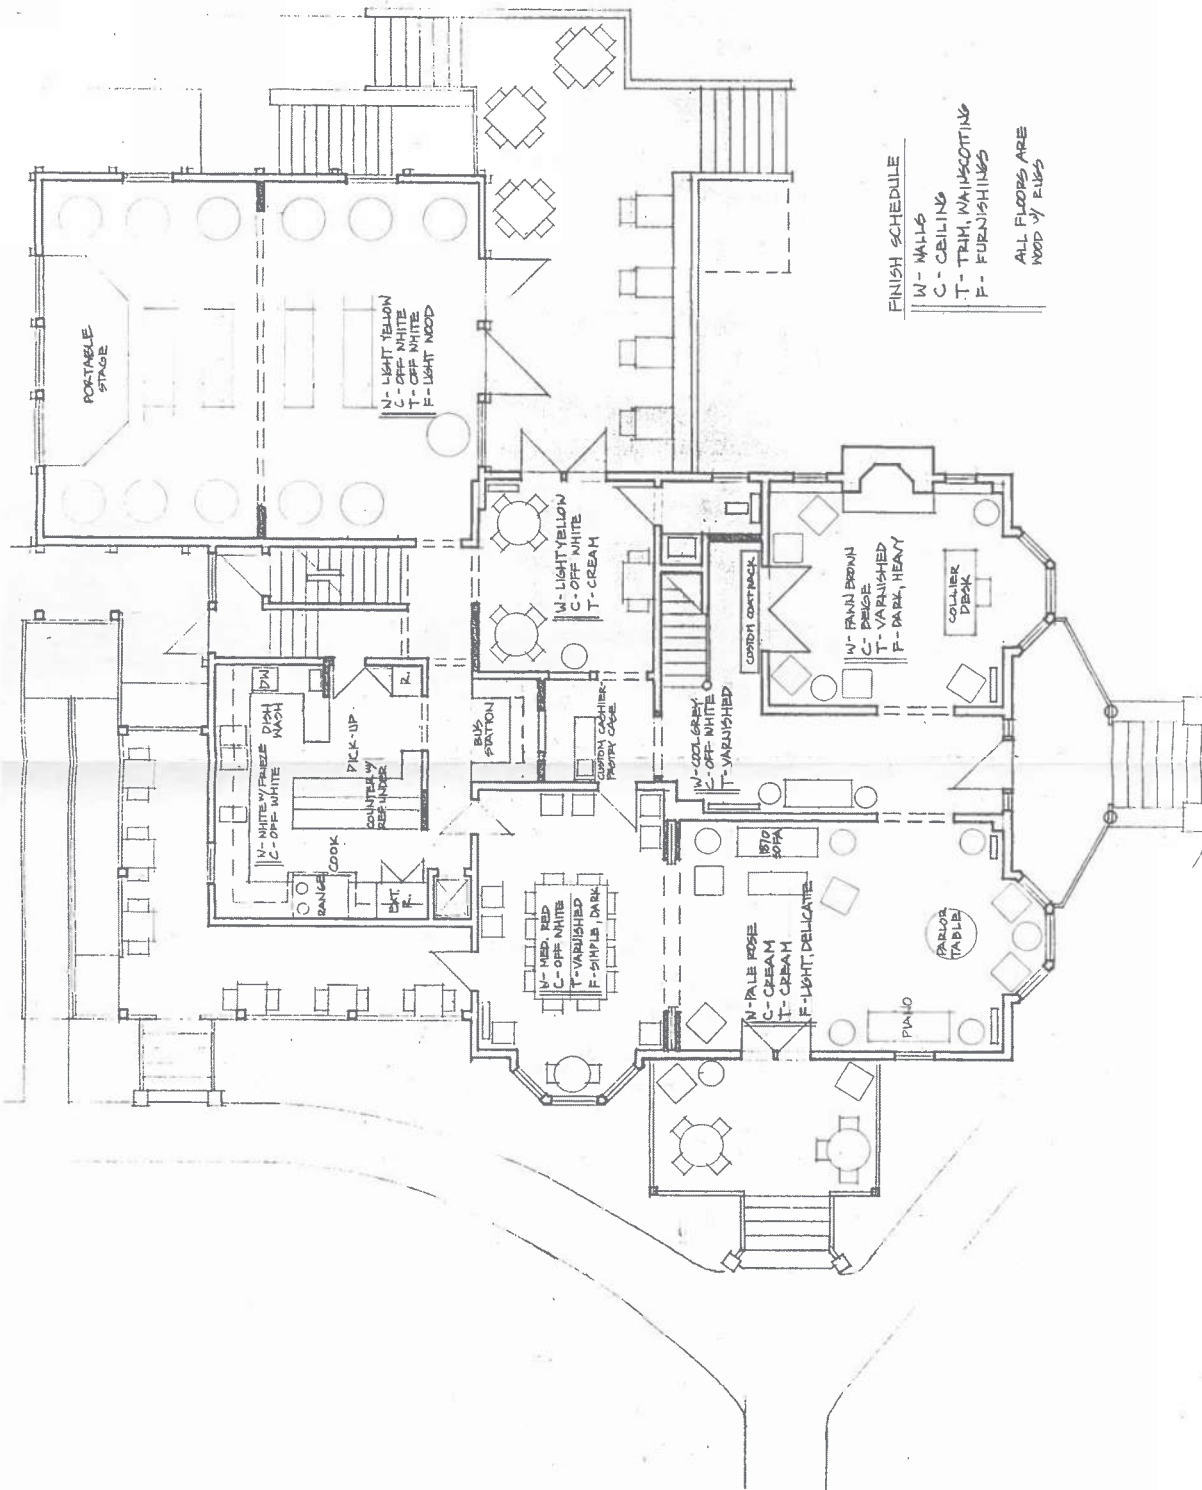 PORTABLE
STAGE
W- LIGHT YELLOW
C- OFF WHITE
T- OFF WHITE
F- LIGHT WOOD
FINISH SCHEDULE
W- WALLS
C- CEILING
T- TRIM, WAINSCOTTING
F- FURNISHINGS
ALL FLOORS ARE
WOOD W/ RUGS
W- LIGHT YELLOW
C- OFF WHITE
T- CREAM
W- FAWN BROWN
C- BEIGE
T- VARNISHED
F- DARK, HEAVY
COLLIER
DESK
CUSTOM COATRACK
W- COOL GREY
C- OFF WHITE
T- VARNISHED
CUSTOM CASHIER-
PASTRY CASE
BUS
STATION
DW
DISH
WASH
R.
PICK-UP
W- WHITE W/ FRIEZE
C- OFF WHITE
COUNTER W/
REF. UNDER
COOK
RANGE
EXT.
R.
W- MED. RED
C- OFF WHITE
T- VARNISHED
F- SIMPLE, DARK
1870
SOFA
W- PALE ROSE
C- CREAM
T- CREAM
F- LIGHT, DELICATE
PARLOR
TABLE
PIANO